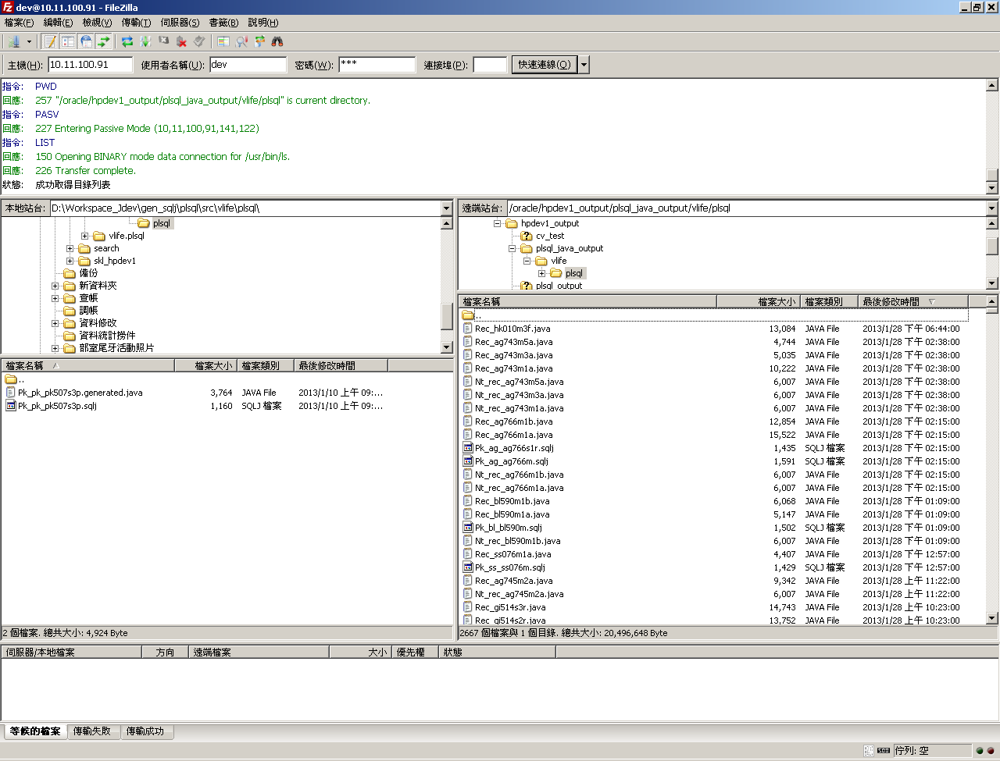 dev@10.11.100.91 - FileZilla
檔案(F) 編輯(E) 檢視(V) 傳輸(T) 伺服器(S) 書籤(B) 說明(H)
主機(H): 10.11.100.91 使用者名稱(U): dev 密碼(W): *** 連接埠(P): 快速連線(Q)
指令: PWD
回應: 257 "/oracle/hpdev1_output/plsql_java_output/vlife/plsql" is current directory.
指令: PASV
回應: 227 Entering Passive Mode (10,11,100,91,141,122)
指令: LIST
回應: 150 Opening BINARY mode data connection for /usr/bin/ls.
回應: 226 Transfer complete.
狀態: 成功取得目錄列表
本地站台: D:\Workspace_Jdev\gen_sqlj\plsql\src\vlife\plsql\
plsql
vlife.plsql
search
skl_hpdev1
備份
新資料夾
查帳
調帳
資料修改
資料統計撈件
部室尾牙活動照片
檔案名稱 檔案大小 檔案類別 最後修改時間
..
Pk_pk_pk507s3p.generated.java 3,764 JAVA File 2013/1/10 上午 09:...
Pk_pk_pk507s3p.sqlj 1,160 SQLJ 檔案 2013/1/10 上午 09:...
2 個檔案. 總共大小: 4,924 Byte
遠端站台: /oracle/hpdev1_output/plsql_java_output/vlife/plsql
hpdev1_output
cv_test
plsql_java_output
vlife
plsql
plsql_output
檔案名稱 檔案大小 檔案類別 最後修改時間
..
Rec_hk010m3f.java 13,084 JAVA File 2013/1/28 下午 06:44:00
Rec_ag743m5a.java 4,744 JAVA File 2013/1/28 下午 02:38:00
Rec_ag743m3a.java 5,035 JAVA File 2013/1/28 下午 02:38:00
Rec_ag743m1a.java 10,222 JAVA File 2013/1/28 下午 02:38:00
Nt_rec_ag743m5a.java 6,007 JAVA File 2013/1/28 下午 02:38:00
Nt_rec_ag743m3a.java 6,007 JAVA File 2013/1/28 下午 02:38:00
Nt_rec_ag743m1a.java 6,007 JAVA File 2013/1/28 下午 02:38:00
Rec_ag766m1b.java 12,854 JAVA File 2013/1/28 下午 02:15:00
Rec_ag766m1a.java 15,522 JAVA File 2013/1/28 下午 02:15:00
Pk_ag_ag766s1r.sqlj 1,435 SQLJ 檔案 2013/1/28 下午 02:15:00
Pk_ag_ag766m.sqlj 1,591 SQLJ 檔案 2013/1/28 下午 02:15:00
Nt_rec_ag766m1b.java 6,007 JAVA File 2013/1/28 下午 02:15:00
Nt_rec_ag766m1a.java 6,007 JAVA File 2013/1/28 下午 02:15:00
Rec_bl590m1b.java 6,068 JAVA File 2013/1/28 下午 01:09:00
Rec_bl590m1a.java 5,147 JAVA File 2013/1/28 下午 01:09:00
Pk_bl_bl590m.sqlj 1,502 SQLJ 檔案 2013/1/28 下午 01:09:00
Nt_rec_bl590m1b.java 6,007 JAVA File 2013/1/28 下午 01:09:00
Rec_ss076m1a.java 4,407 JAVA File 2013/1/28 下午 12:57:00
Pk_ss_ss076m.sqlj 1,429 SQLJ 檔案 2013/1/28 下午 12:57:00
Rec_ag745m2a.java 9,342 JAVA File 2013/1/28 上午 11:22:00
Nt_rec_ag745m2a.java 6,007 JAVA File 2013/1/28 上午 11:22:00
Rec_gi514s3r.java 14,743 JAVA File 2013/1/28 上午 10:23:00
Rec_gi514s2r.java 13,752 JAVA File 2013/1/28 上午 10:23:00
2667 個檔案與 1 個目錄. 總共大小: 20,496,648 Byte
伺服器/本地檔案 方向 遠端檔案 大小 優先權 狀態
等候的檔案 傳輸失敗 傳輸成功
佇列: 空